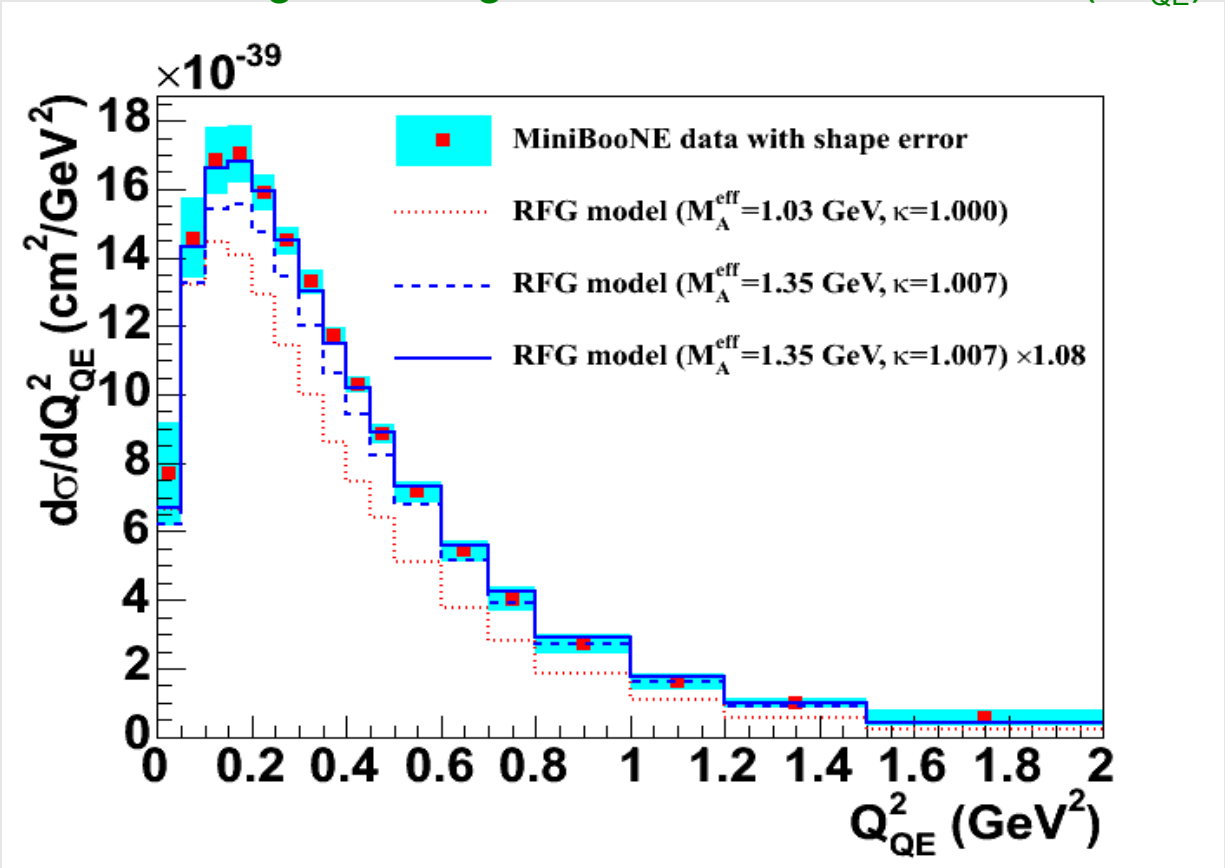 ×10-39
18
16
14
12
10
8
6
4
2
0
dσ/dQ²QE (cm²/GeV²)
MiniBooNE data with shape error
RFG model (MAeff=1.03 GeV, κ=1.000)
RFG model (MAeff=1.35 GeV, κ=1.007)
RFG model (MAeff=1.35 GeV, κ=1.007) ×1.08
0 0.2 0.4 0.6 0.8 1 1.2 1.4 1.6 1.8 2
Q²QE (GeV²)